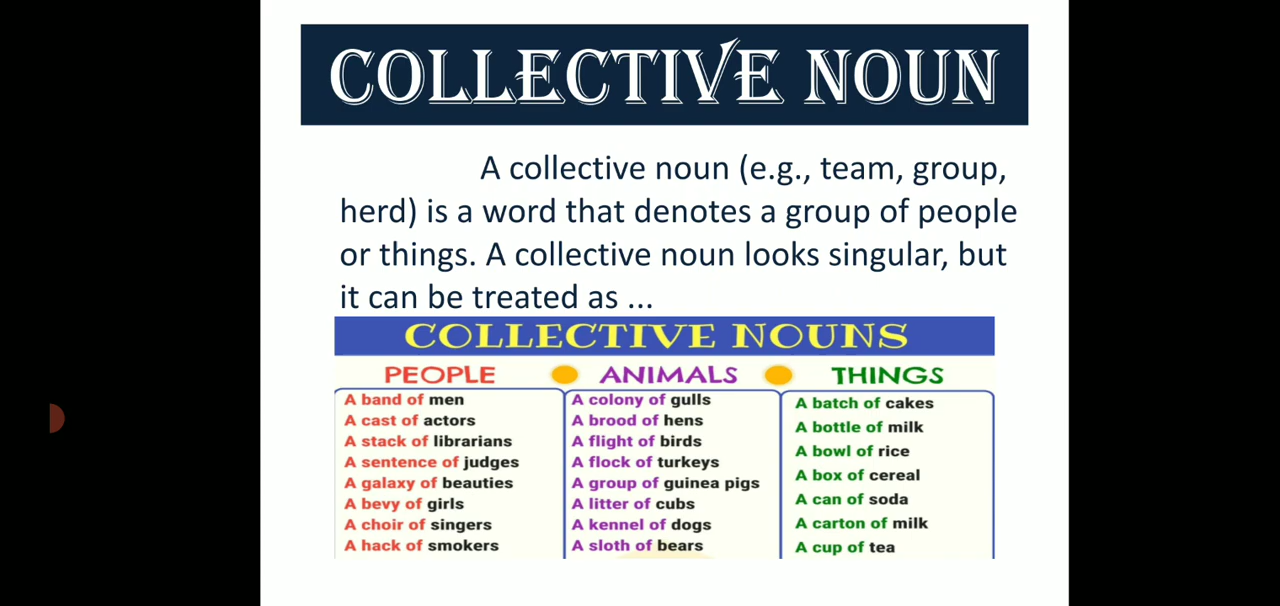 COLLECTIVE NOUN
A collective noun (e.g., team, group,
herd) is a word that denotes a group of people
or things. A collective noun looks singular, but
it can be treated as ...
COLLECTIVE NOUNS
PEOPLE
A band of men
A cast of actors
A stack of librarians
A sentence of judges
A galaxy of beauties
A bevy of girls
A choir of singers
A hack of smokers
ANIMALS
A colony of gulls
A brood of hens
A flight of birds
A flock of turkeys
A group of guinea pigs
A litter of cubs
A kennel of dogs
A sloth of bears
THINGS
A batch of cakes
A bottle of milk
A bowl of rice
A box of cereal
A can of soda
A carton of milk
A cup of tea